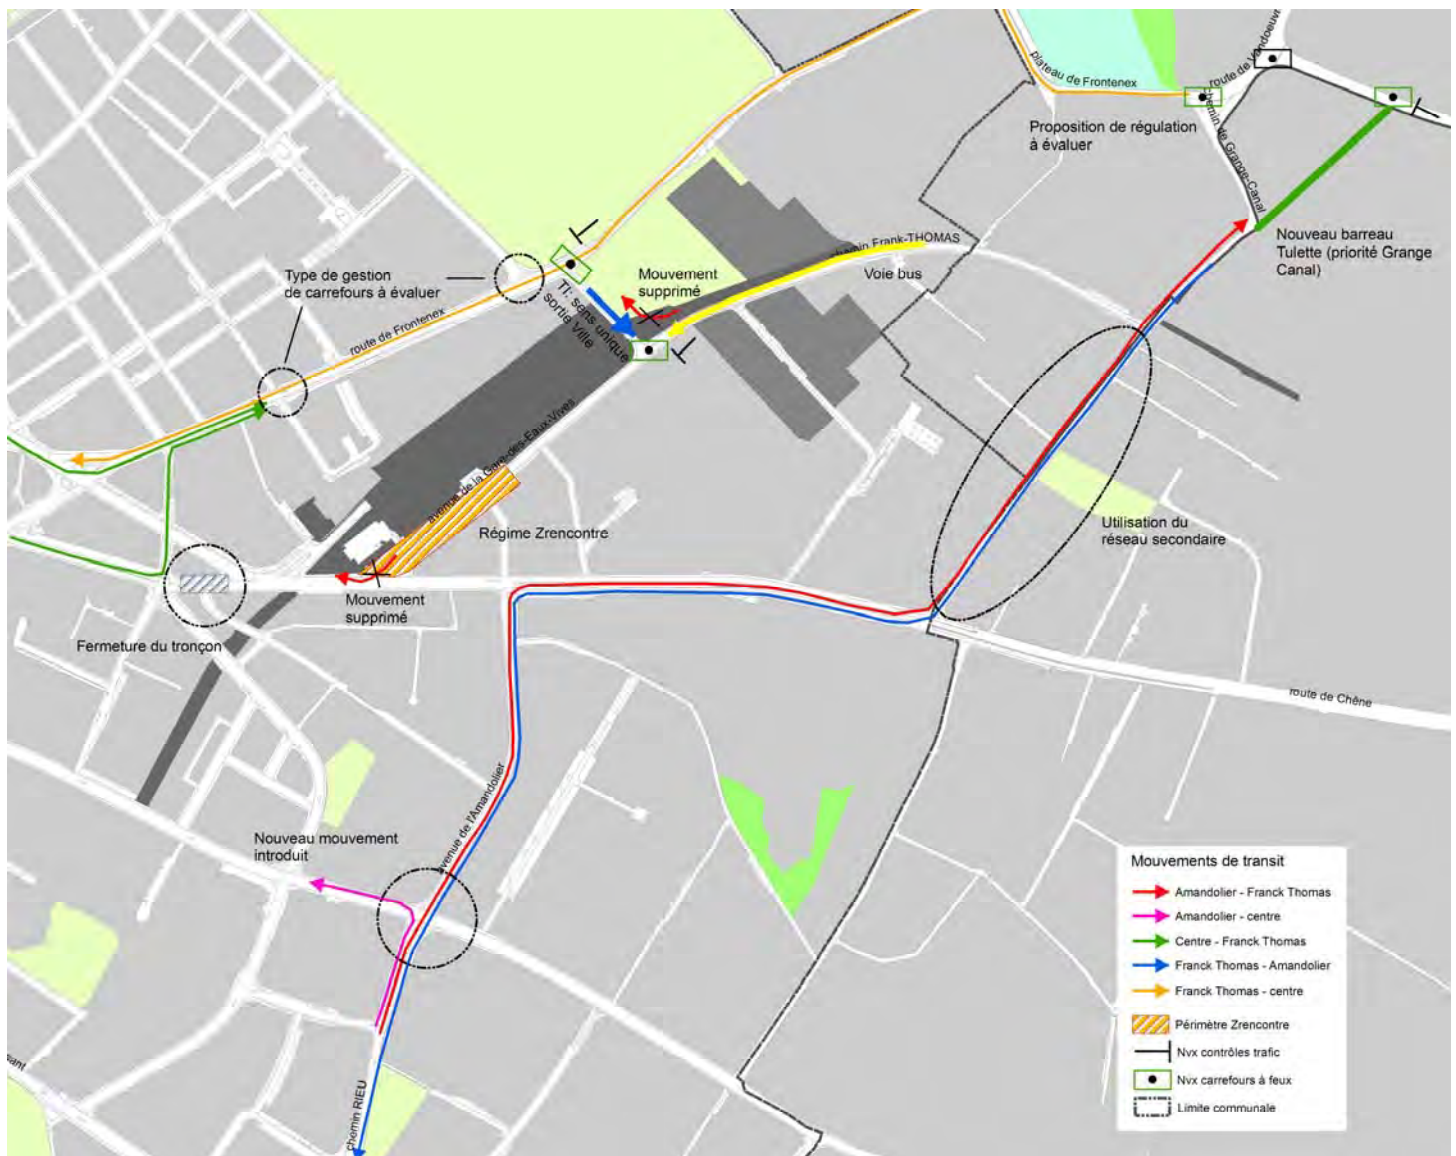 plateau de Frontenex
route de Vandoeuvr
chemin de Grange-Canal
Proposition de régulation
à évaluer
Nouveau barreau
Tulette (priorité Grange
Canal)
chemin Frank-THOMAS
Voie bus
Mouvement
supprimé
Type de gestion
de carrefours à évaluer
TI: sens unique
sortie Ville
route de Frontenex
avenue de la Gare-des-Eaux-Vives
Régime Zrencontre
Utilisation du
réseau secondaire
Mouvement
supprimé
Fermeture du tronçon
route de Chêne
avenue de l'Amandolier
Nouveau mouvement
introduit
chemin RIEU
Mouvements de transit
Amandolier - Franck Thomas
Amandolier - centre
Centre - Franck Thomas
Franck Thomas - Amandolier
Franck Thomas - centre
Périmètre Zrencontre
Nvx contrôles trafic
Nvx carrefours à feux
Limite communale